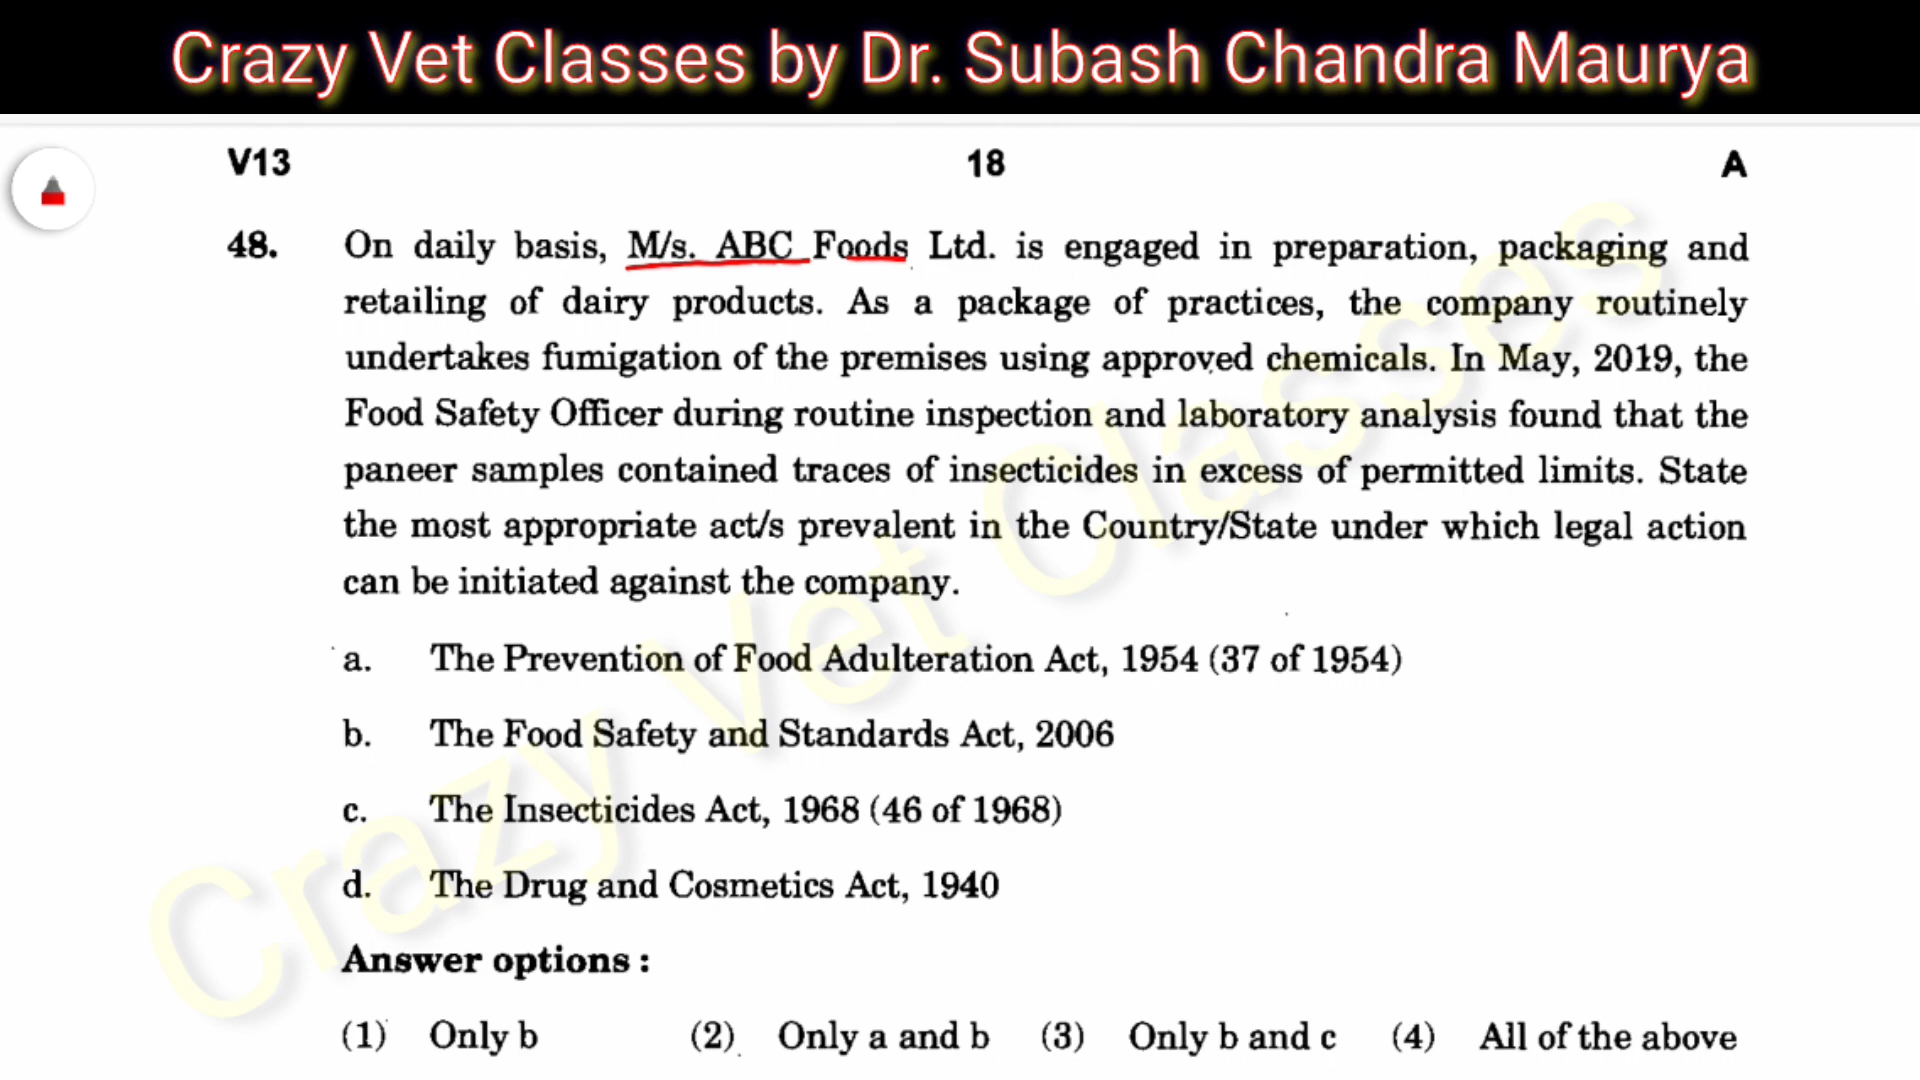 Crazy Vet Classes by Dr. Subash Chandra Maurya
V13 18 A
48. On daily basis, M/s. ABC Foods Ltd. is engaged in preparation, packaging and
retailing of dairy products. As a package of practices, the company routinely
undertakes fumigation of the premises using approved chemicals. In May, 2019, the
Food Safety Officer during routine inspection and laboratory analysis found that the
paneer samples contained traces of insecticides in excess of permitted limits. State
the most appropriate act/s prevalent in the Country/State under which legal action
can be initiated against the company.
a. The Prevention of Food Adulteration Act, 1954 (37 of 1954)
b. The Food Safety and Standards Act, 2006
c. The Insecticides Act, 1968 (46 of 1968)
d. The Drug and Cosmetics Act, 1940
Answer options :
(1) Only b (2) Only a and b (3) Only b and c (4) All of the above
Crazy Vet Classes